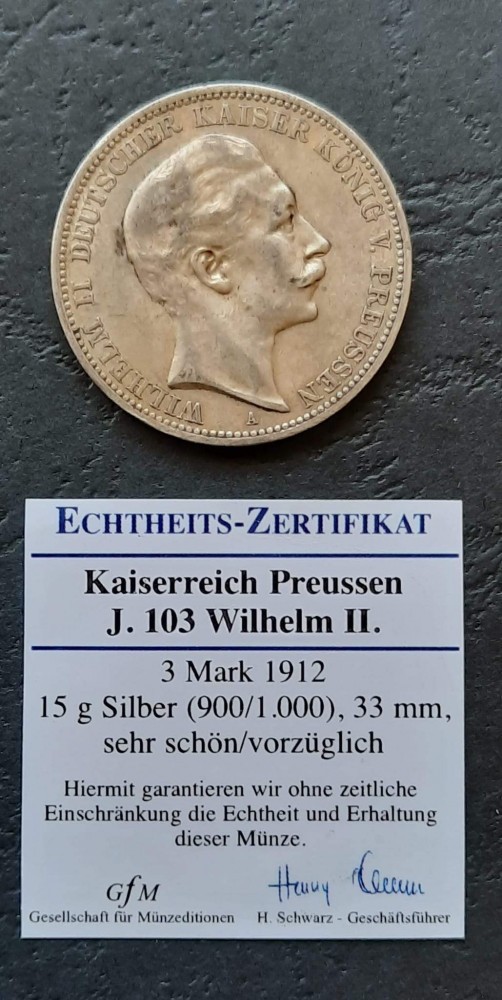 WILHELM II DEUTSCHER KAISER KÖNIG V. PREUSSEN
A
ECHTHEITS-ZERTIFIKAT
Kaiserreich Preussen
J. 103 Wilhelm II.
3 Mark 1912
15 g Silber (900/1.000), 33 mm,
sehr schön/vorzüglich
Hiermit garantieren wir ohne zeitliche
Einschränkung die Echtheit und Erhaltung
dieser Münze.
GfM
Gesellschaft für Münzeditionen H. Schwarz - Geschäftsführer